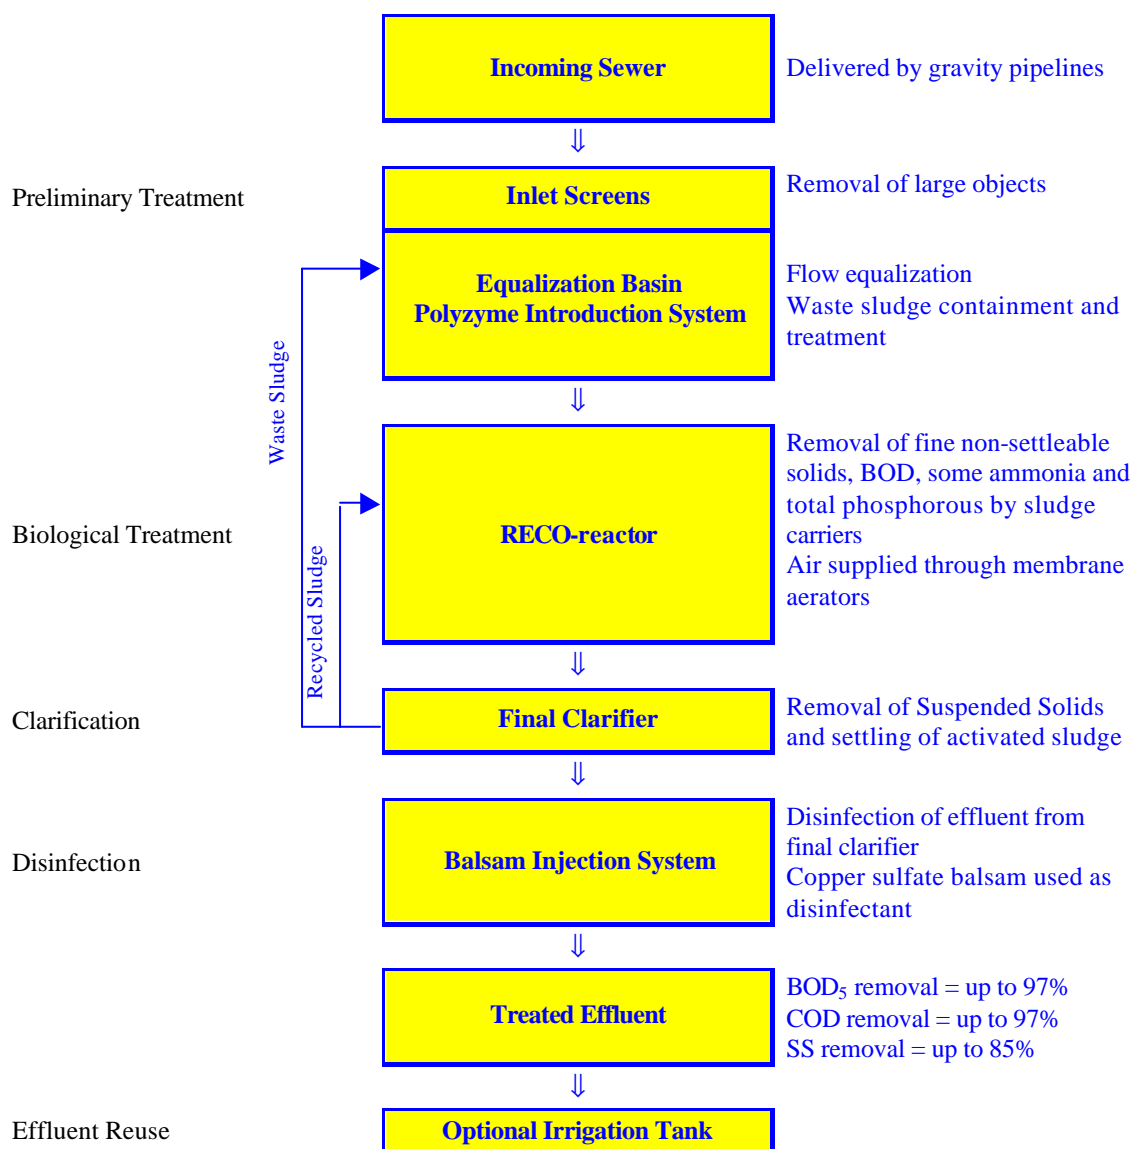 Incoming Sewer
Delivered by gravity pipelines
⇓
Preliminary Treatment
Inlet Screens
Removal of large objects
Equalization Basin
Polyzyme Introduction System
Flow equalization
Waste sludge containment and
treatment
Waste Sludge
⇓
Biological Treatment
RECO-reactor
Removal of fine non-settleable
solids, BOD, some ammonia and
total phosphorous by sludge
carriers
Air supplied through membrane
aerators
Recycled Sludge
⇓
Clarification
Final Clarifier
Removal of Suspended Solids
and settling of activated sludge
⇓
Disinfection
Balsam Injection System
Disinfection of effluent from
final clarifier
Copper sulfate balsam used as
disinfectant
⇓
Treated Effluent
BOD₅ removal = up to 97%
COD removal = up to 97%
SS removal = up to 85%
⇓
Effluent Reuse
Optional Irrigation Tank